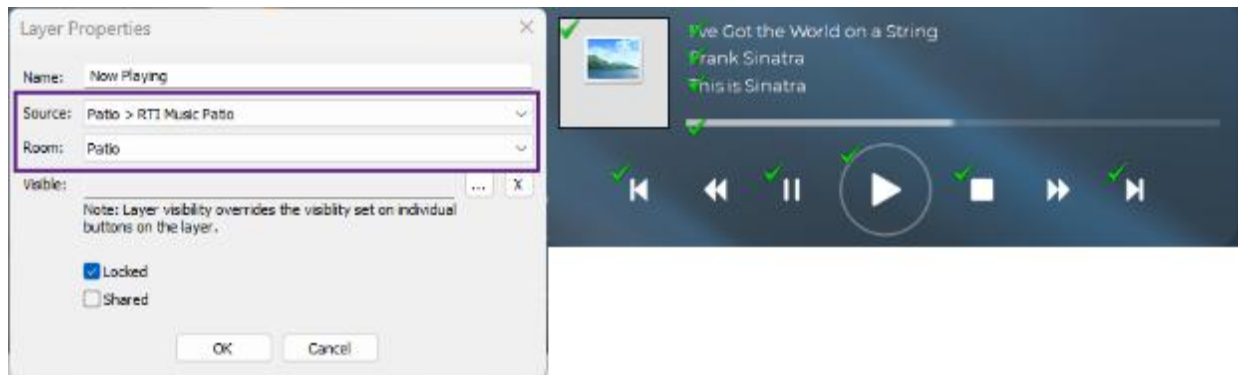 Layer Properties
Name: Now Playing
Source: Patio > RTI Music Patio
Room: Patio
Visible: ... X
Note: Layer visibility overrides the visiblity set on individual
buttons on the layer.
Locked
Shared
OK Cancel
I've Got the World on a String
Frank Sinatra
This is Sinatra